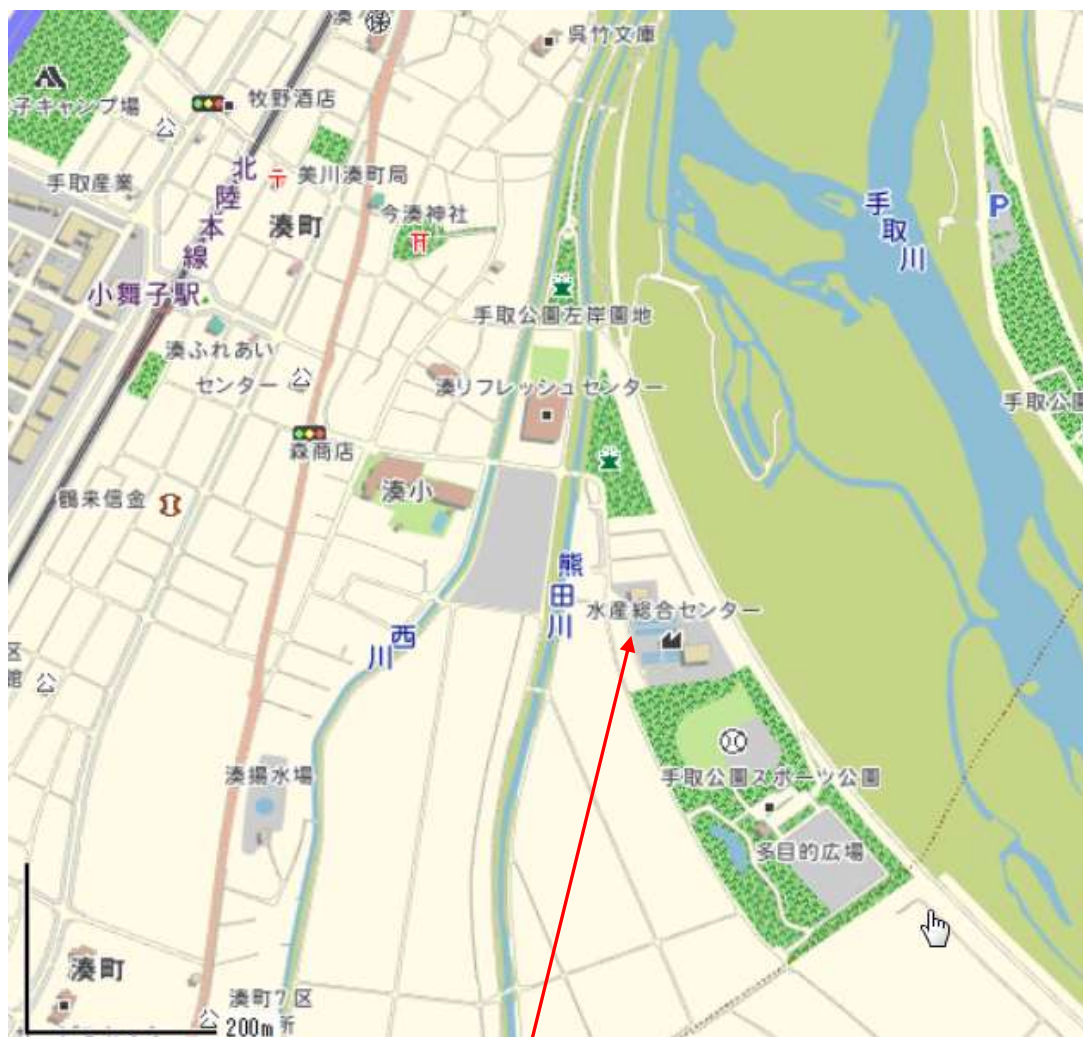 呉竹文庫
牧野酒店
子キャンプ場
公
手取産業
美川湊町局
北陸本線
湊町
今湊神社
P
手取川
小舞子駅
手取公園左岸園地
湊ふれあい
センター
公
湊リフレッシュセンター
手取公園
森商店
湊小
鶴来信金
熊田川
水産総合センター
西川
区
館
公
手取公園スポーツ公園
湊揚水場
多目的広場
湊町
湊町7区
公
所
200m